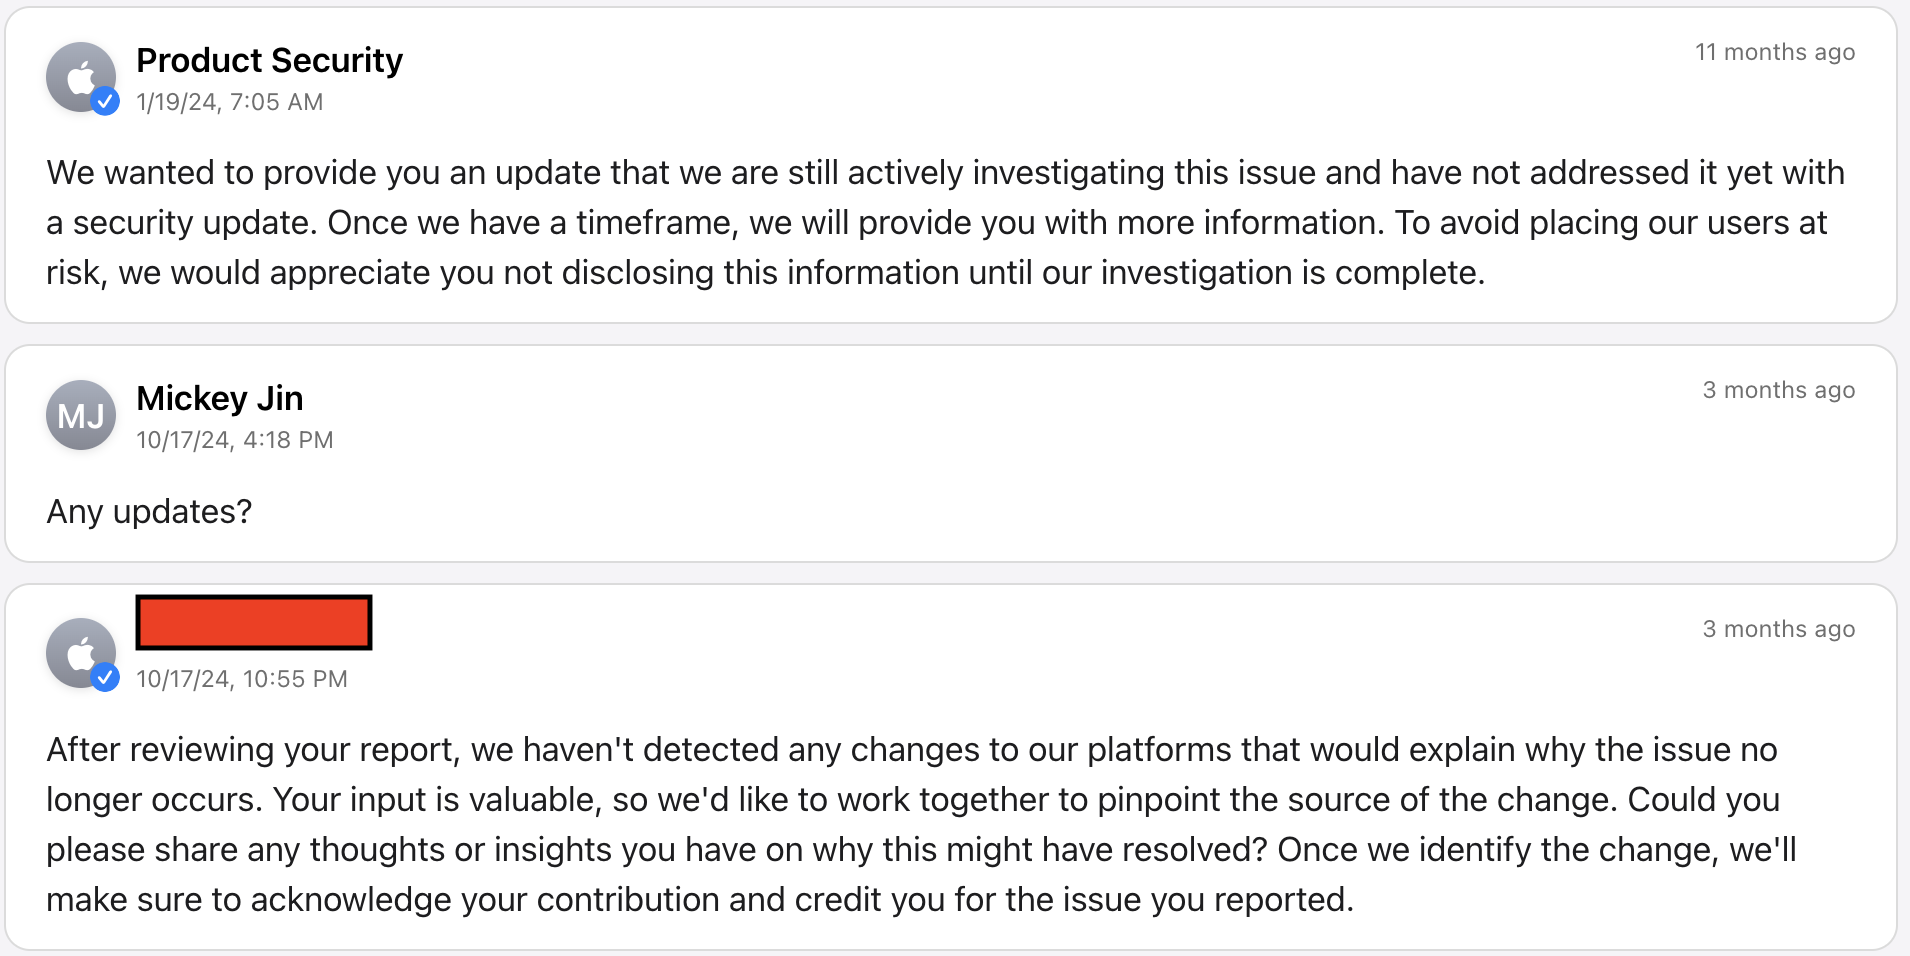 Product Security
11 months ago
1/19/24, 7:05 AM
We wanted to provide you an update that we are still actively investigating this issue and have not addressed it yet with
a security update. Once we have a timeframe, we will provide you with more information. To avoid placing our users at
risk, we would appreciate you not disclosing this information until our investigation is complete.
MJ
Mickey Jin
3 months ago
10/17/24, 4:18 PM
Any updates?
3 months ago
10/17/24, 10:55 PM
After reviewing your report, we haven't detected any changes to our platforms that would explain why the issue no
longer occurs. Your input is valuable, so we'd like to work together to pinpoint the source of the change. Could you
please share any thoughts or insights you have on why this might have resolved? Once we identify the change, we'll
make sure to acknowledge your contribution and credit you for the issue you reported.